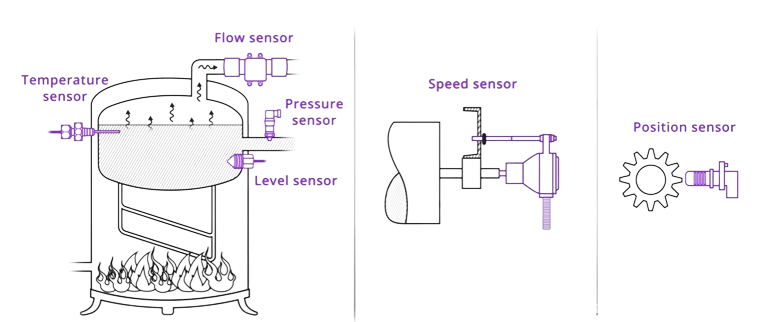 Flow sensor
Temperature
sensor
Pressure
sensor
Level sensor
Speed sensor
Position sensor